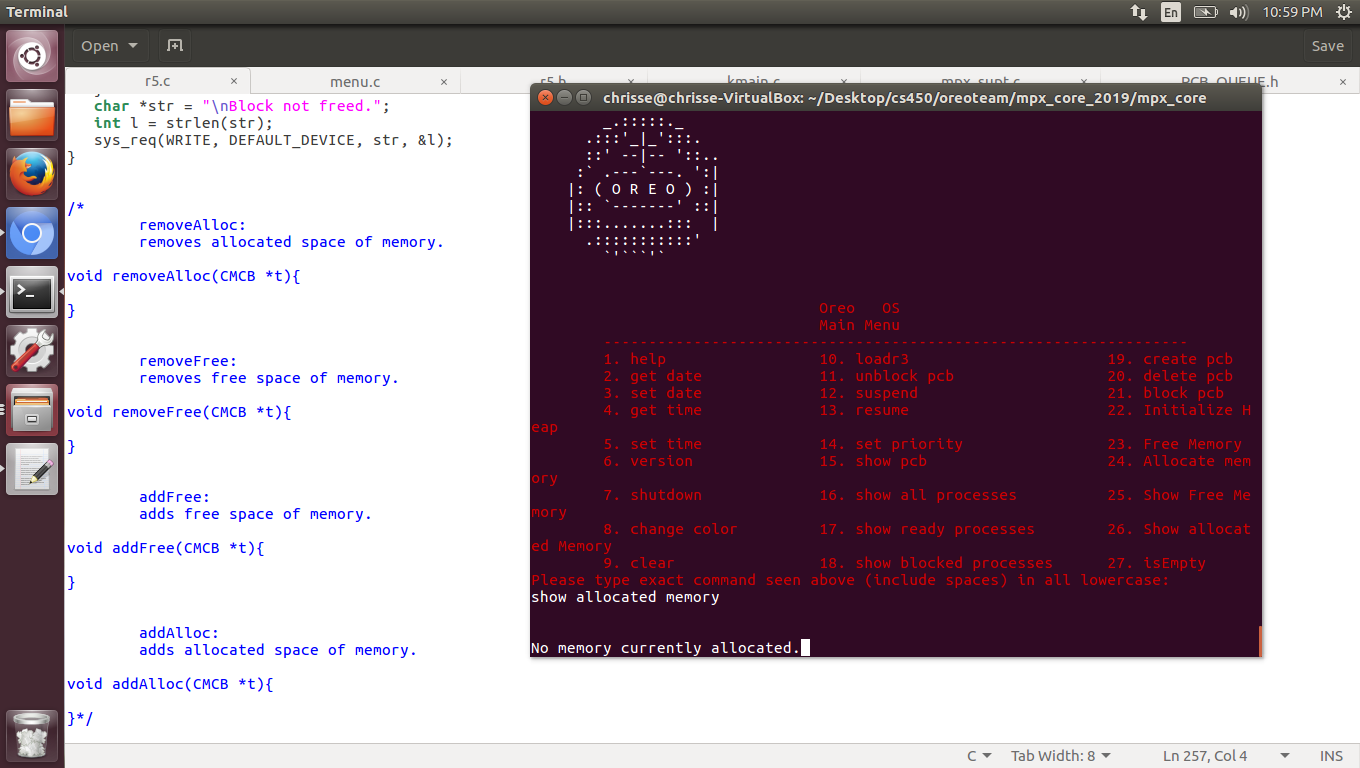 Terminal
En
10:59 PM
Open
Save
r5.c ×
menu.c ×
r5.h ×
kmain.c ×
mpx_supt.c ×
PCB_QUEUE.h ×
}
char *str = "\nBlock not freed.";
int l = strlen(str);
sys_req(WRITE, DEFAULT_DEVICE, str, &l);
}
/*
removeAlloc:
removes allocated space of memory.
void removeAlloc(CMCB *t){
}
removeFree:
removes free space of memory.
void removeFree(CMCB *t){
}
addFree:
adds free space of memory.
void addFree(CMCB *t){
}
addAlloc:
adds allocated space of memory.
void addAlloc(CMCB *t){
}*/
chrisse@chrisse-VirtualBox: ~/Desktop/cs450/oreoteam/mpx_core_2019/mpx_core
_.:::::._
.:::'_|_':::.
::' --|-- '::..
:` .---`---. ':|
|: ( O R E O ) :|
|:: `-------' ::|
|:::.......:::  |
.:::::::::::'
`'```'`
Oreo   OS
Main Menu
-----------------------------------------------------------------
1. help 10. loadr3 19. create pcb
2. get date 11. unblock pcb 20. delete pcb
3. set date 12. suspend 21. block pcb
4. get time 13. resume 22. Initialize H
eap
5. set time 14. set priority 23. Free Memory
6. version 15. show pcb 24. Allocate mem
ory
7. shutdown 16. show all processes 25. Show Free Me
mory
8. change color 17. show ready processes 26. Show allocat
ed Memory
9. clear 18. show blocked processes 27. isEmpty
Please type exact command seen above (include spaces) in all lowercase:
show allocated memory
No memory currently allocated.
C
Tab Width: 8
Ln 257, Col 4
INS